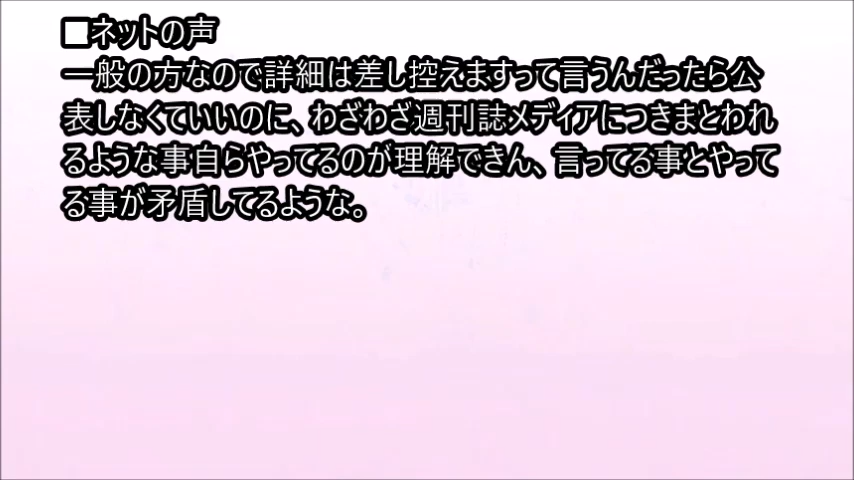 ■ネットの声
一般の方なので詳細は差し控えますって言うんだったら公
表しなくていいのに、わざわざ週刊誌メディアにつきまとわれ
るような事自らやってるのが理解できん、言ってる事とやって
る事が矛盾してるような。